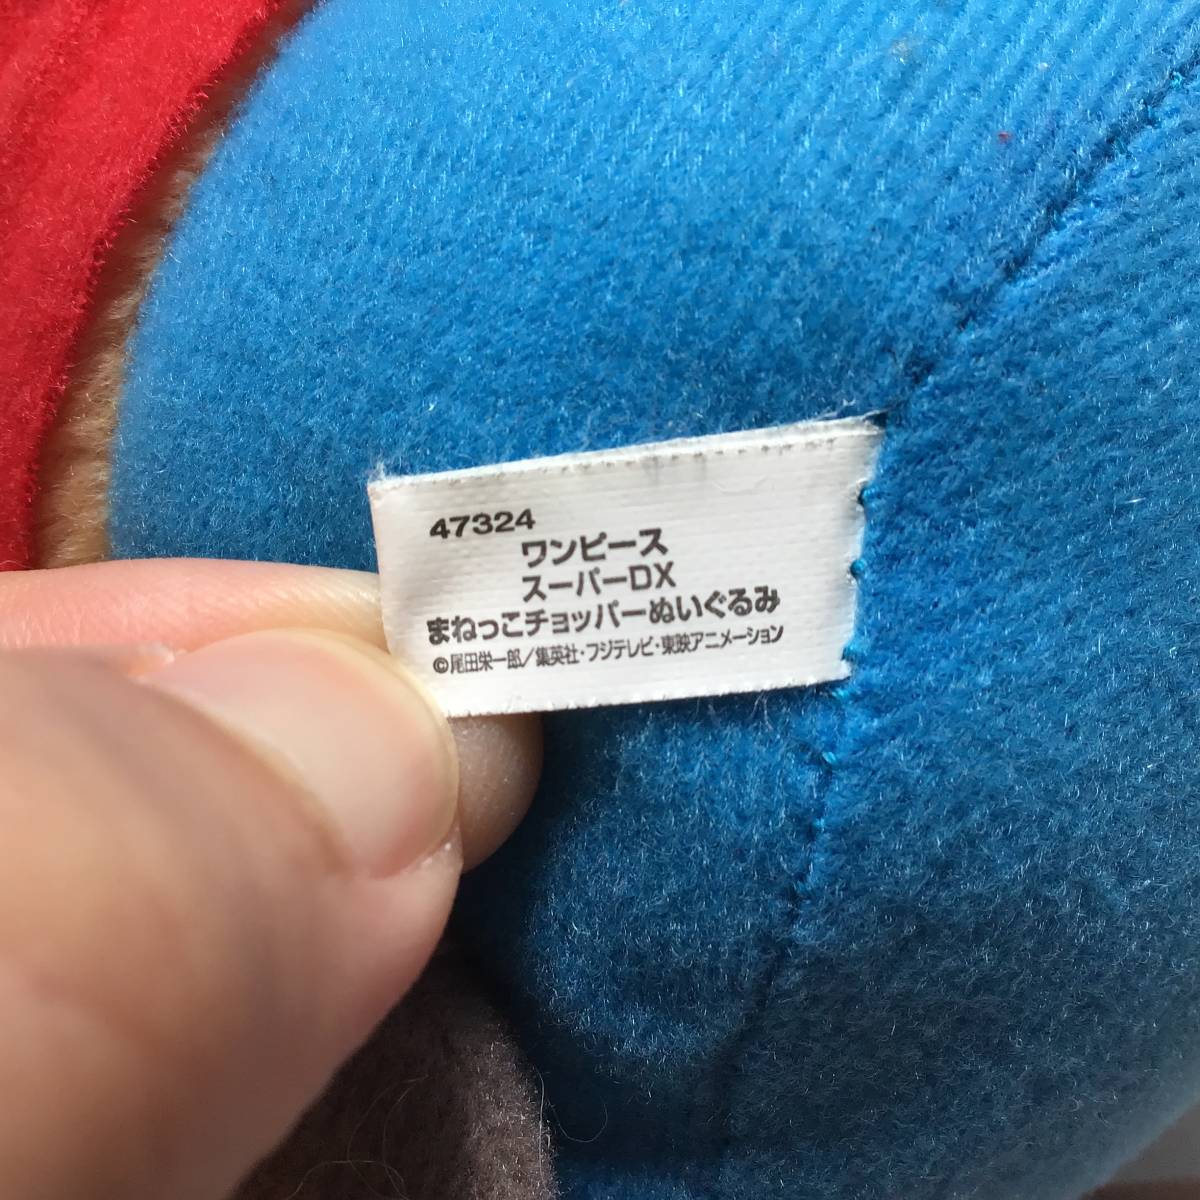 47324
ワンピース
スーパーDX
まねっこチョッパーぬいぐるみ
©尾田栄一郎/集英社・フジテレビ・東映アニメーション